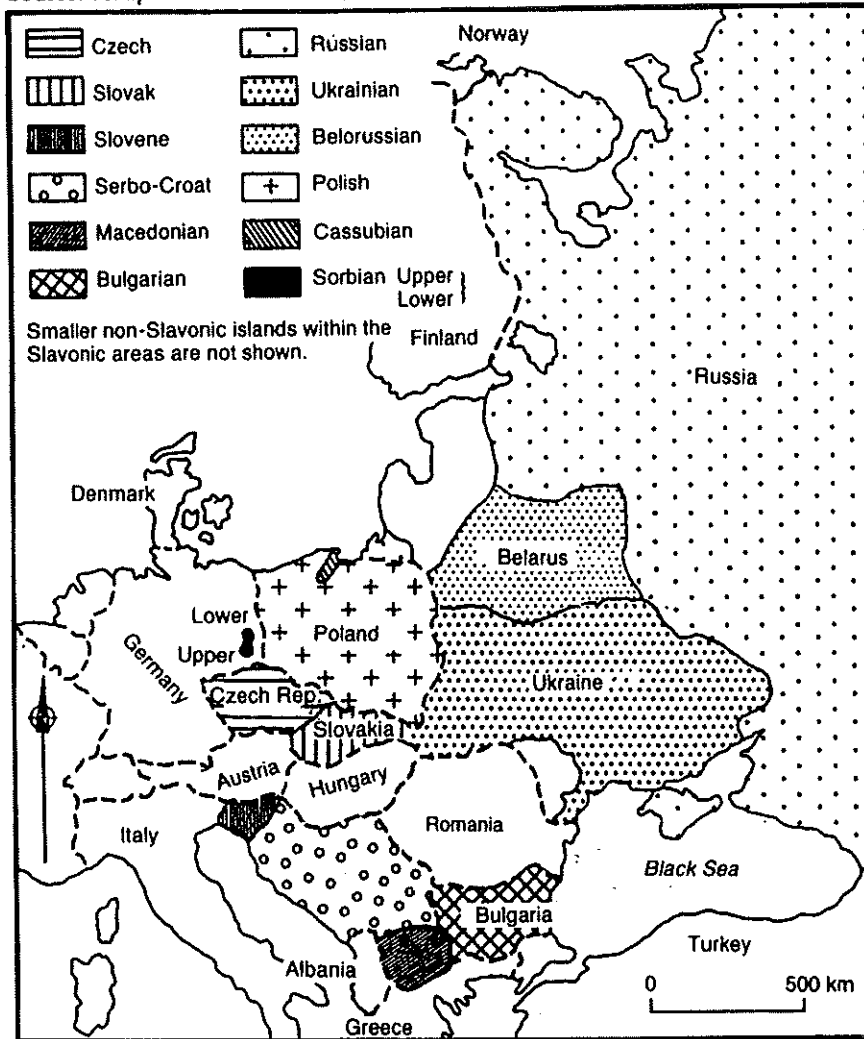 Czech
Slovak
Slovene
Serbo-Croat
Macedonian
Bulgarian
Russian
Ukrainian
Belorussian
Polish
Cassubian
Sorbian Upper
Lower
Smaller non-Slavonic islands within the
Slavonic areas are not shown.
Norway
Finland
Russia
Denmark
Belarus
Lower
Upper
Germany
Poland
Ukraine
Czech Rep.
Slovakia
Austria
Hungary
Italy
Romania
Black Sea
Bulgaria
Turkey
Albania
Greece
0 500 km